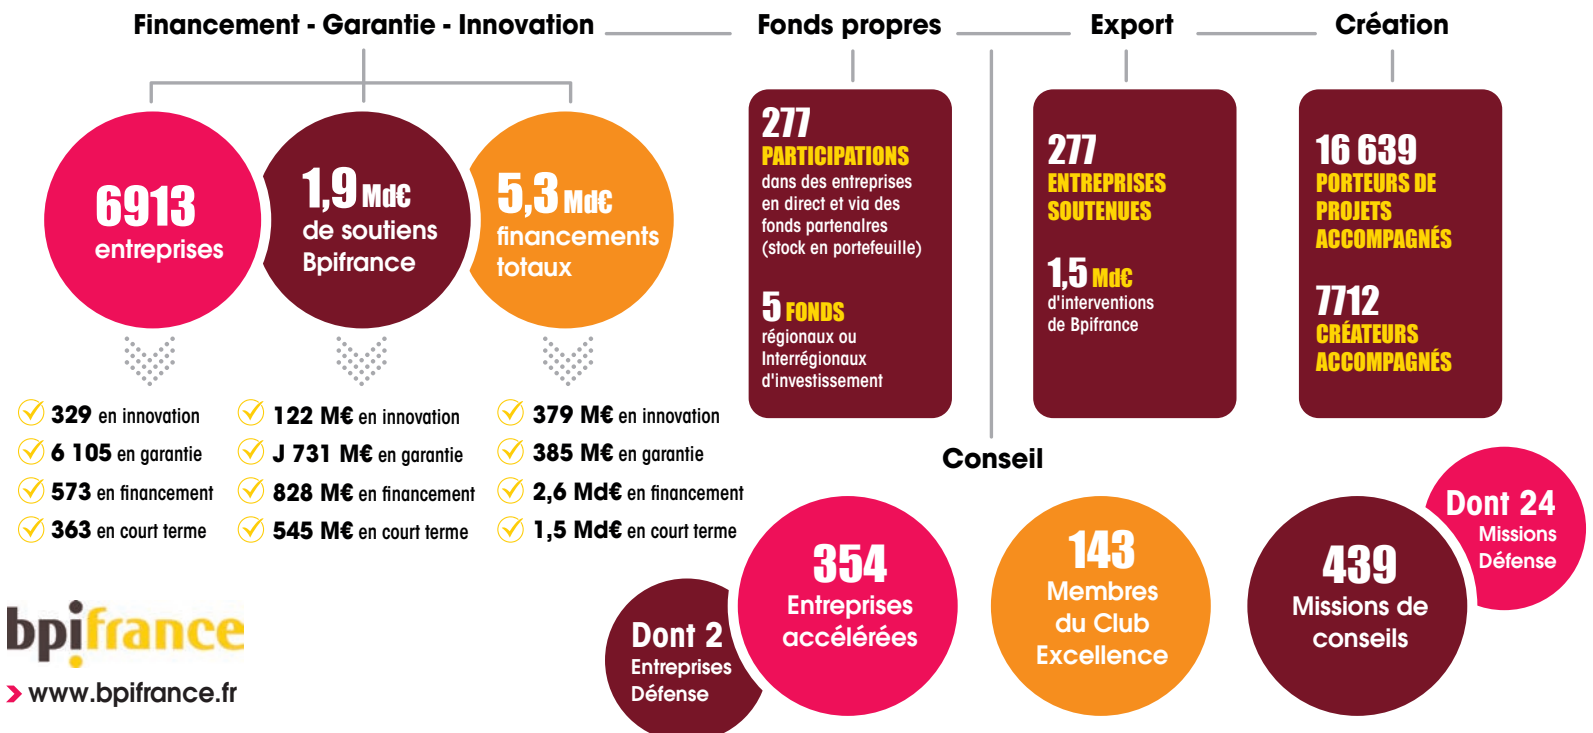 Financement - Garantie - Innovation
Fonds propres
Export
Création
6913
entreprises
1,9 Md€
de soutiens
Bpifrance
5,3 Md€
financements
totaux
329 en innovation
6 105 en garantie
573 en financement
363 en court terme
122 M€ en innovation
J 731 M€ en garantie
828 M€ en financement
545 M€ en court terme
379 M€ en innovation
385 M€ en garantie
2,6 Md€ en financement
1,5 Md€ en court terme
277
PARTICIPATIONS
dans des entreprises
en direct et via des
fonds partenaires
(stock en portefeuille)
5 FONDS
régionaux ou
Interrégionaux
d'investissement
277
ENTREPRISES
SOUTENUES
1,5 Md€
d'interventions
de Bpifrance
16 639
PORTEURS DE
PROJETS
ACCOMPAGNÉS
7712
CRÉATEURS
ACCOMPAGNÉS
Conseil
Dont 2
Entreprises
Défense
354
Entreprises
accélérées
143
Membres
du Club
Excellence
439
Missions de
conseils
Dont 24
Missions
Défense
bpifrance
www.bpifrance.fr